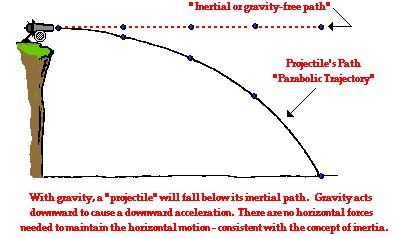 "Inertial or gravity-free path"
Projectile's Path
"Parabolic Trajectory"
With gravity, a "projectile" will fall below its inertial path. Gravity acts
downward to cause a downward acceleration. There are no horizontal forces
needed to maintain the horizontal motion - consistent with the concept of inertia.